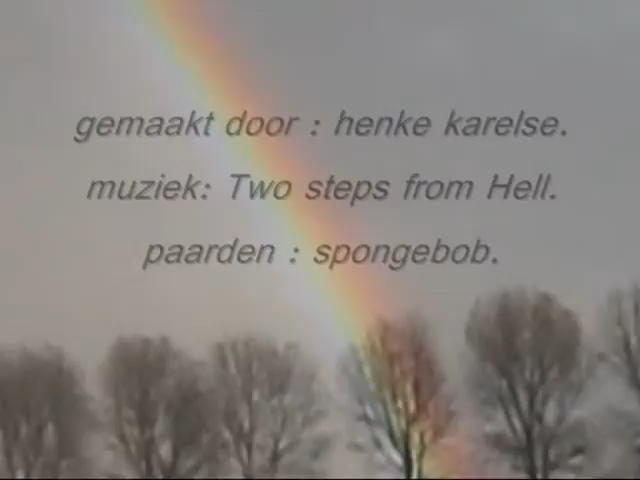 gemaakt door : henke karelse.
muziek: Two steps from Hell.
paarden : spongebob.